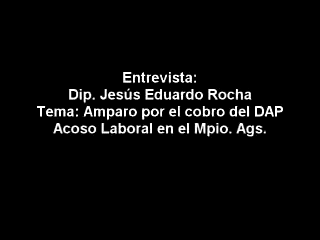 Entrevista:
Dip. Jesús Eduardo Rocha
Tema: Amparo por el cobro del DAP
Acoso Laboral en el Mpio. Ags.